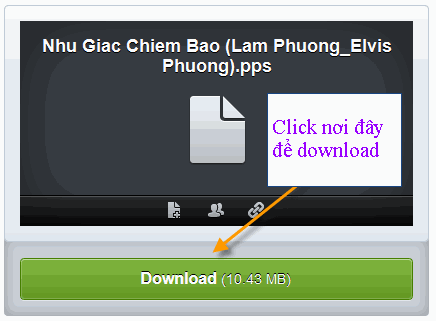 Nhu Giac Chiem Bao (Lam Phuong_Elvis
Phuong).pps
Click nơi đây
để download
Download (10.43 MB)